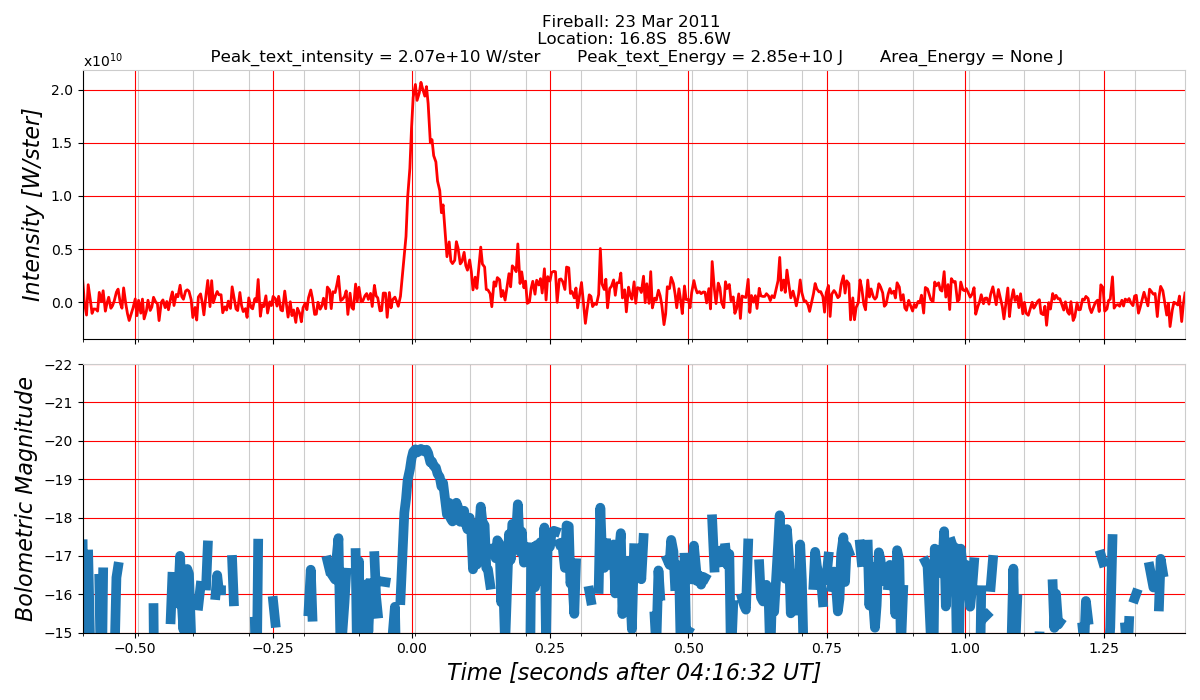 Fireball: 23 Mar 2011
Location: 16.8S  85.6W
Peak_text_intensity = 2.07e+10 W/ster       Peak_text_Energy = 2.85e+10 J       Area_Energy = None J
x10¹⁰
2.0
1.5
1.0
0.5
0.0
Intensity [W/ster]
−22
−21
−20
−19
−18
−17
−16
−15
Bolometric Magnitude
−0.50 −0.25 0.00 0.25 0.50 0.75 1.00 1.25
Time [seconds after 04:16:32 UT]